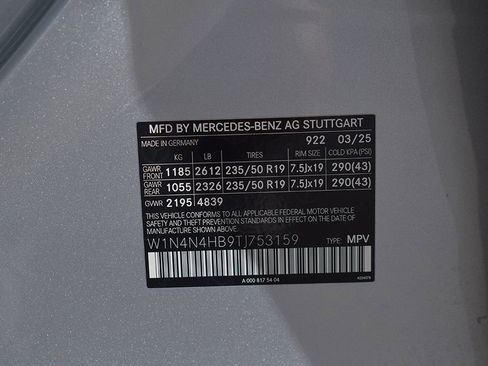 MFD BY MERCEDES-BENZ AG STUTTGART
MADE IN GERMANY 922 03/25
KG LB TIRES RIM SIZE COLD KPA(PSI)
GAWR FRONT 1185 2612 235/50 R19 7.5Jx19 290(43)
GAWR REAR 1055 2326 235/50 R19 7.5Jx19 290(43)
GWR 2195 4839
THIS VEHICLE CONFORMS TO ALL APPLICABLE FEDERAL MOTOR VEHICLE
SAFETY AND THEFT PREVENTION STANDARDS IN EFFECT ON THE DATE OF
MANUFACTURE SHOWN ABOVE.
W1N4N4HB9TJ753159 TYPE: MPV
A 000 817 54 04